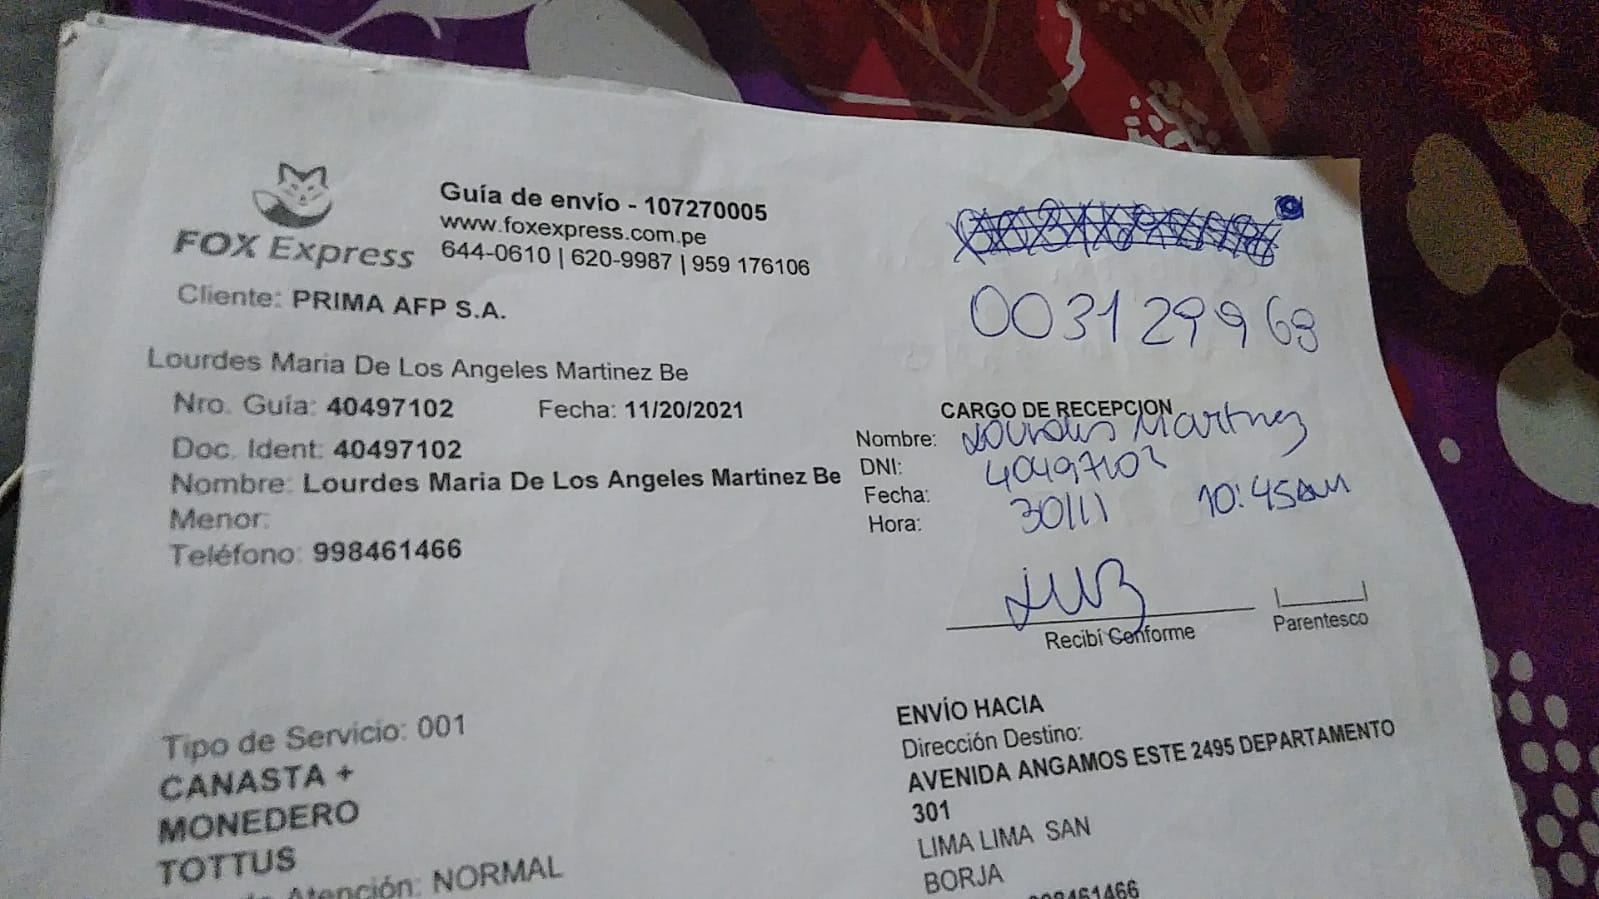 FOX Express
Guía de envío - 107270005
www.foxexpress.com.pe
644-0610 | 620-9987 | 959 176106
Cliente: PRIMA AFP S.A.
003129968
Lourdes Maria De Los Angeles Martinez Be
Nro. Guía: 40497102 Fecha: 11/20/2021
Doc. Ident: 40497102
Nombre: Lourdes Maria De Los Angeles Martinez Be
Menor:
Teléfono: 998461466
CARGO DE RECEPCION
Nombre: Lourdes Martinez
DNI: 40497102
Fecha: 30/11 10:45am
Hora:
Recibí Conforme
Parentesco
Tipo de Servicio: 001
CANASTA +
MONEDERO
TOTTUS
Atención: NORMAL
ENVÍO HACIA
Dirección Destino:
AVENIDA ANGAMOS ESTE 2495 DEPARTAMENTO
301
LIMA LIMA SAN
BORJA
998461466